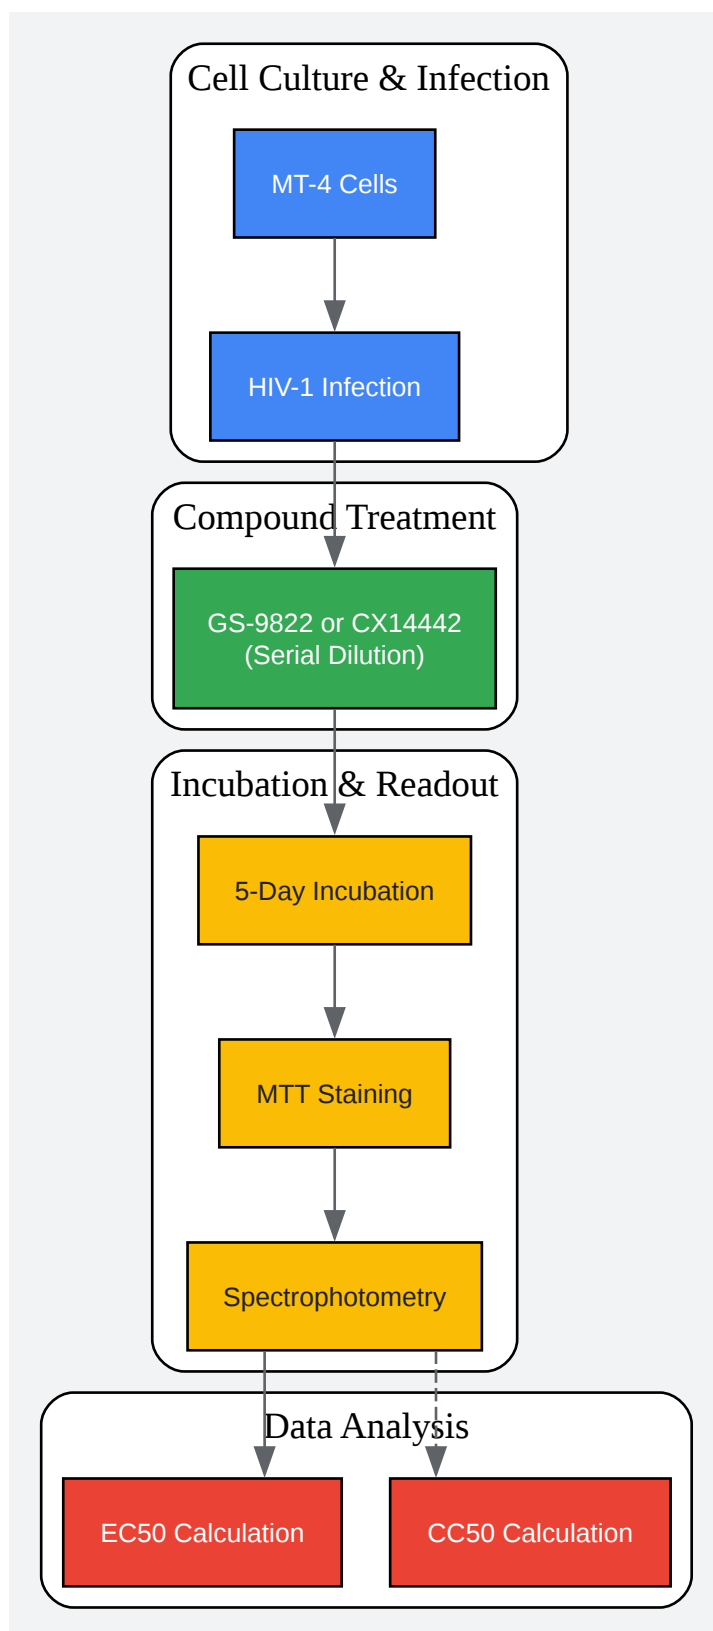 Cell Culture & Infection
MT-4 Cells
HIV-1 Infection
Compound Treatment
GS-9822 or CX14442
(Serial Dilution)
Incubation & Readout
5-Day Incubation
MTT Staining
Spectrophotometry
Data Analysis
EC50 Calculation
CC50 Calculation